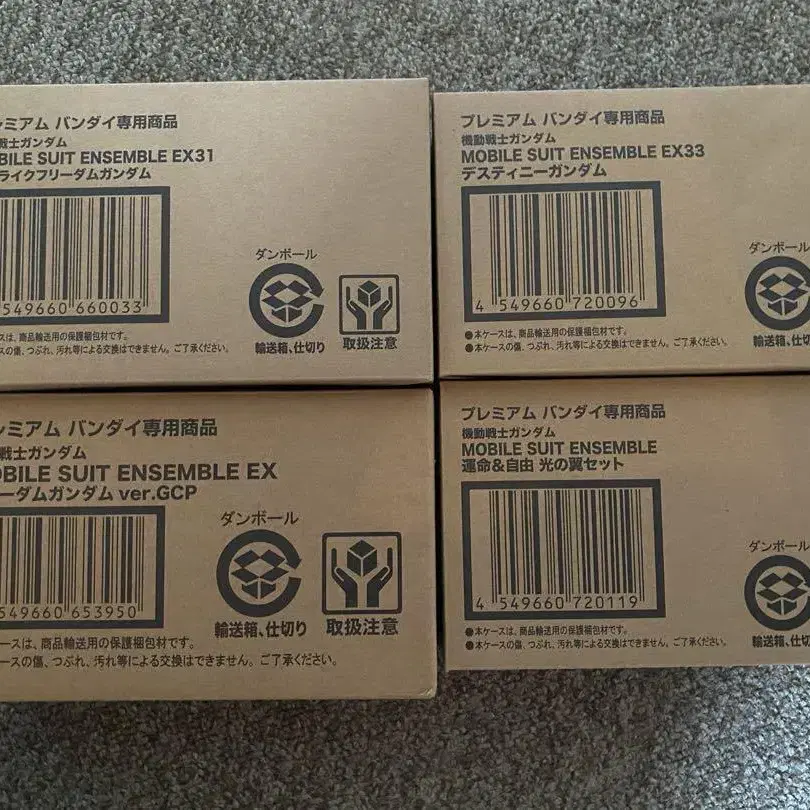 レミアム バンダイ専用商品
戦士ガンダム
BILE SUIT ENSEMBLE EX31
ライクフリーダムガンダム
549660 660033
ダンボール
輸送箱、仕切り
取扱注意
スは、商品輸送用の保護梱包材です。
スの傷、つぶれ、汚れ等による交換はできません。ご了承ください。
プレミアム バンダイ専用商品
機動戦士ガンダム
MOBILE SUIT ENSEMBLE EX33
デスティニーガンダム
4 549660 720096
ダンボール
輸送箱、仕切
●本ケースは、商品輸送用の保護梱包材です。
●本ケースの傷、つぶれ、汚れ等による交換はできません。ご了承ください。
レミアム バンダイ専用商品
戦士ガンダム
OBILE SUIT ENSEMBLE EX
ーダムガンダム ver.GCP
549660 653950
ダンボール
輸送箱、仕切り
取扱注意
ースは、商品輸送用の保護梱包材です。
ースの傷、つぶれ、汚れ等による交換はできません。ご了承ください。
プレミアム バンダイ専用商品
機動戦士ガンダム
MOBILE SUIT ENSEMBLE
運命&自由 光の翼セット
4 549660 720119
ダンボール
輸送箱、仕切
●本ケースは、商品輸送用の保護梱包材です。
●本ケースの傷、つぶれ、汚れ等による交換はできません。ご了承ください。